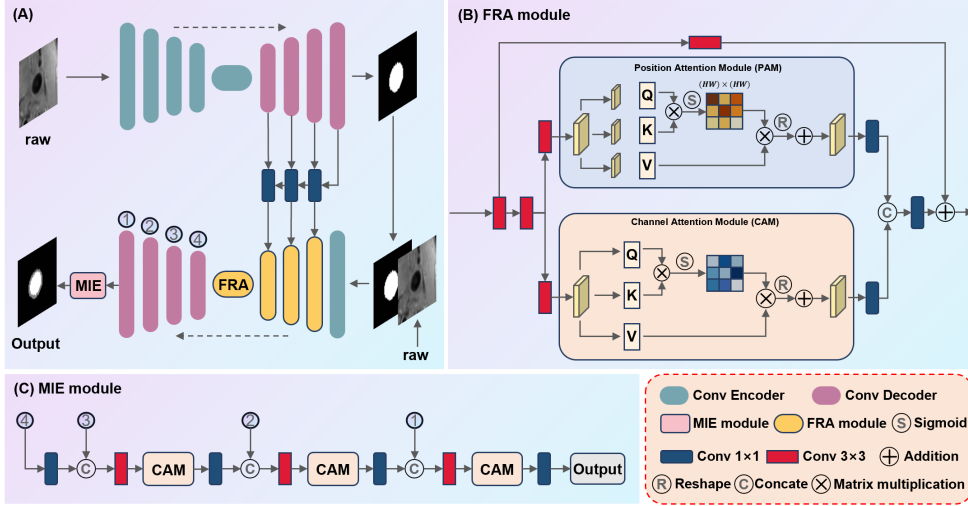 (A)
raw
1 2 3 4
MIE
FRA
Output
raw
(B) FRA module
Position Attention Module (PAM)
(HW) × (HW)
Q
S
K
R
V
C
Channel Attention Module (CAM)
Q
S
K
R
V
(C) MIE module
4 3 2 1
C CAM C CAM C CAM Output
Conv Encoder Conv Decoder
MIE module FRA module S Sigmoid
Conv 1×1 Conv 3×3 Addition
R Reshape C Concate Matrix multiplication